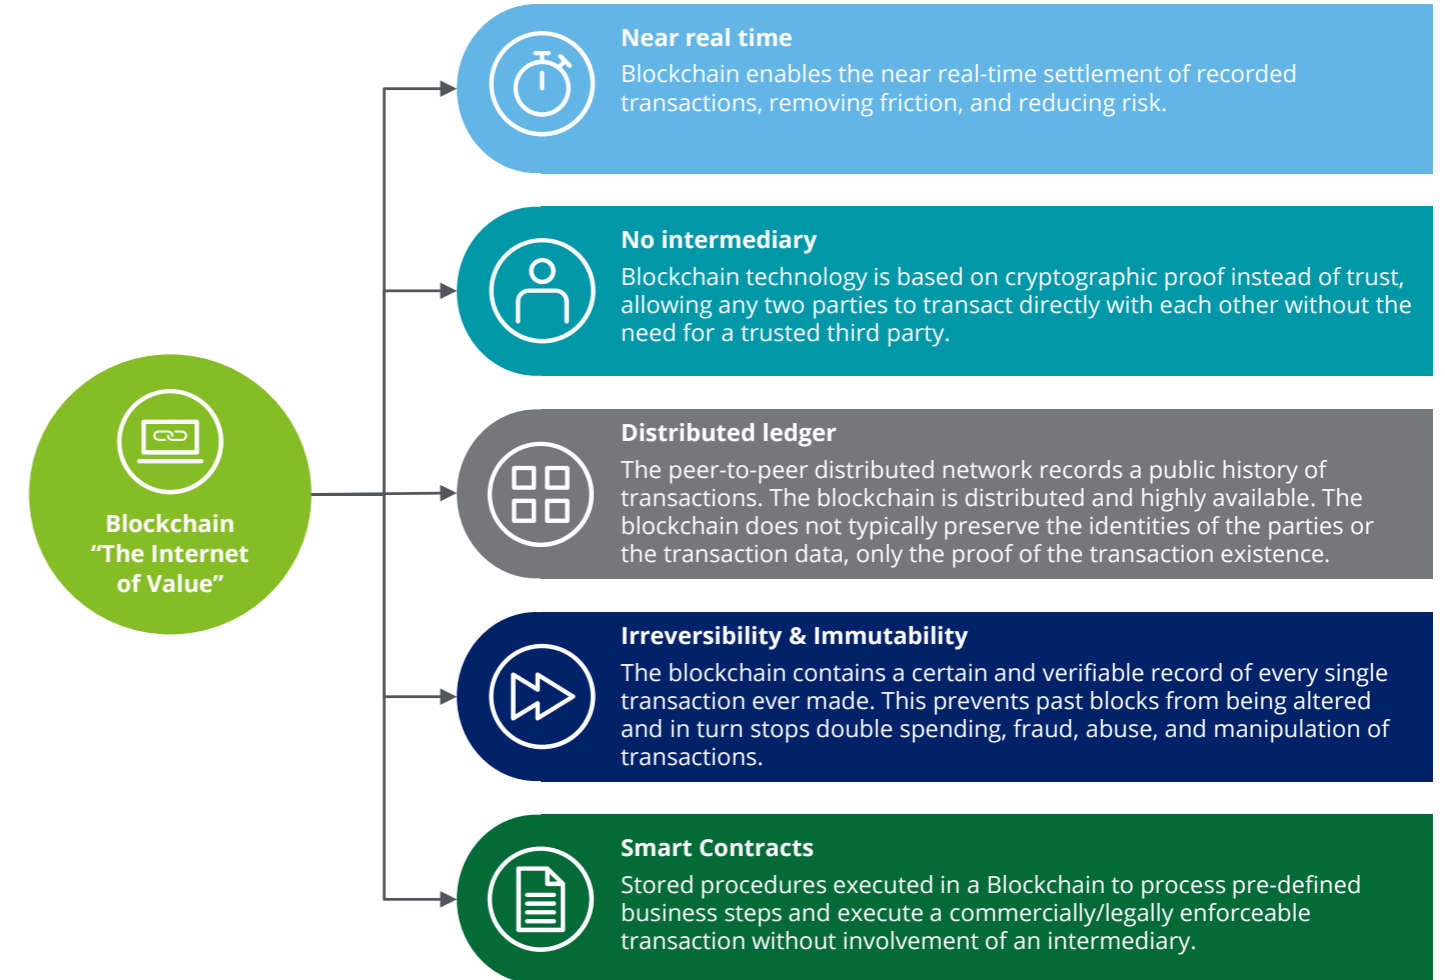 Near real time
Blockchain enables the near real-time settlement of recorded
transactions, removing friction, and reducing risk.
No intermediary
Blockchain technology is based on cryptographic proof instead of trust,
allowing any two parties to transact directly with each other without the
need for a trusted third party.
Blockchain
“The Internet
of Value”
Distributed ledger
The peer-to-peer distributed network records a public history of
transactions. The blockchain is distributed and highly available. The
blockchain does not typically preserve the identities of the parties or
the transaction data, only the proof of the transaction existence.
Irreversibility & Immutability
The blockchain contains a certain and verifiable record of every single
transaction ever made. This prevents past blocks from being altered
and in turn stops double spending, fraud, abuse, and manipulation of
transactions.
Smart Contracts
Stored procedures executed in a Blockchain to process pre-defined
business steps and execute a commercially/legally enforceable
transaction without involvement of an intermediary.